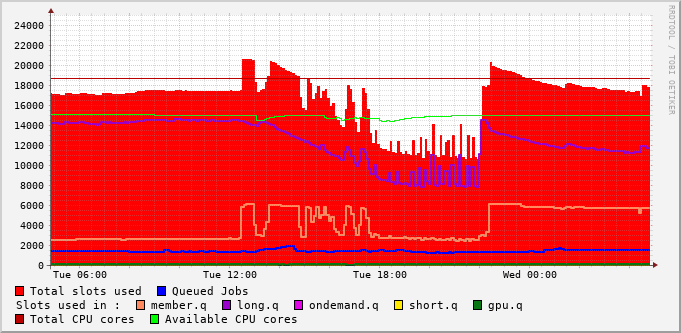 RRDTOOL / TOBI OETIKER
24000
22000
20000
18000
16000
14000
12000
10000
8000
6000
4000
2000
0
Tue 06:00 Tue 12:00 Tue 18:00 Wed 00:00
Total slots used Queued Jobs
Slots used in : member.q long.q ondemand.q short.q gpu.q
Total CPU cores Available CPU cores